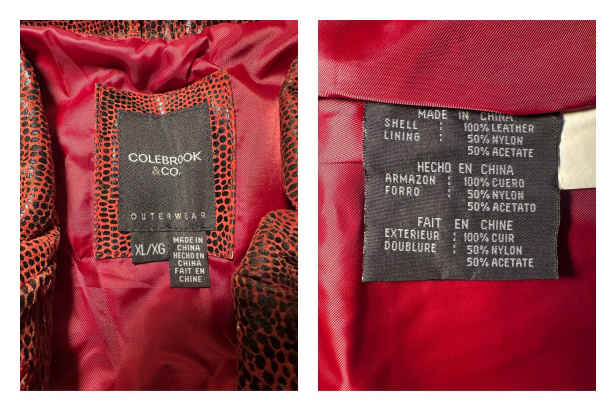 COLEBROOK
&CO.
OUTERWEAR
XL/XG
MADE IN
CHINA
HECHO EN
CHINA
FAIT EN
CHINE
MADE IN CHINA
SHELL : 100% LEATHER
LINING : 50% NYLON
50% ACETATE
HECHO EN CHINA
ARMAZON : 100% CUERO
FORRO : 50% NYLON
50% ACETATO
FAIT EN CHINE
EXTERIEUR : 100% CUIR
DOUBLURE : 50% NYLON
50% ACETATE